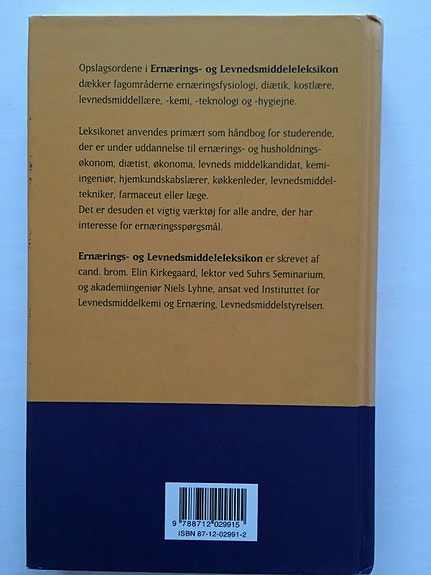 Opslagsordene i Ernærings- og Levnedsmiddeleleksikon
dækker fagområderne ernæringsfysiologi, diætik, kostlære,
levnedsmiddellære, -kemi, -teknologi og -hygiejne.
Leksikonet anvendes primært som håndbog for studerende,
der er under uddannelse til ernærings- og husholdnings-
økonom, diætist, økonoma, levneds middelkandidat, kemi-
ingeniør, hjemkundskabslærer, køkkenleder, levnedsmiddel-
tekniker, farmaceut eller læge.
Det er desuden et vigtig værktøj for alle andre, der har
interesse for ernæringsspørgsmål.
Ernærings- og Levnedsmiddeleleksikon er skrevet af
cand. brom. Elin Kirkegaard, lektor ved Suhrs Seminarium,
og akademiingeniør Niels Lyhne, ansat ved Instituttet for
Levnedsmiddelkemi og Ernæring, Levnedsmiddelstyrelsen.
9 788712 029915
ISBN 87-12-02991-2